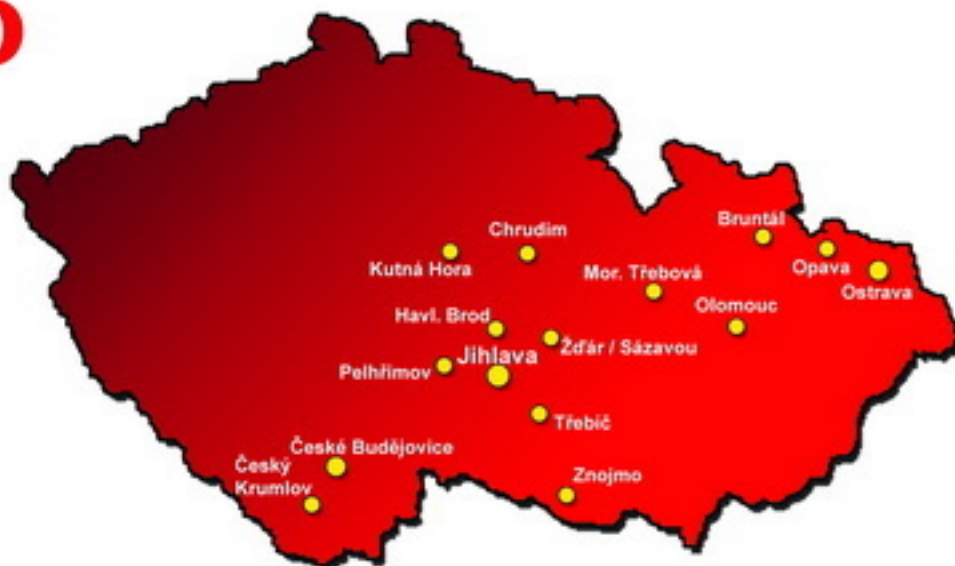 Bruntál
Chrudim
Opava
Kutná Hora
Mor. Třebová
Ostrava
Olomouc
Havl. Brod
Žďár / Sázavou
Jihlava
Pelhřimov
Třebíč
České Budějovice
Český
Krumlov
Znojmo